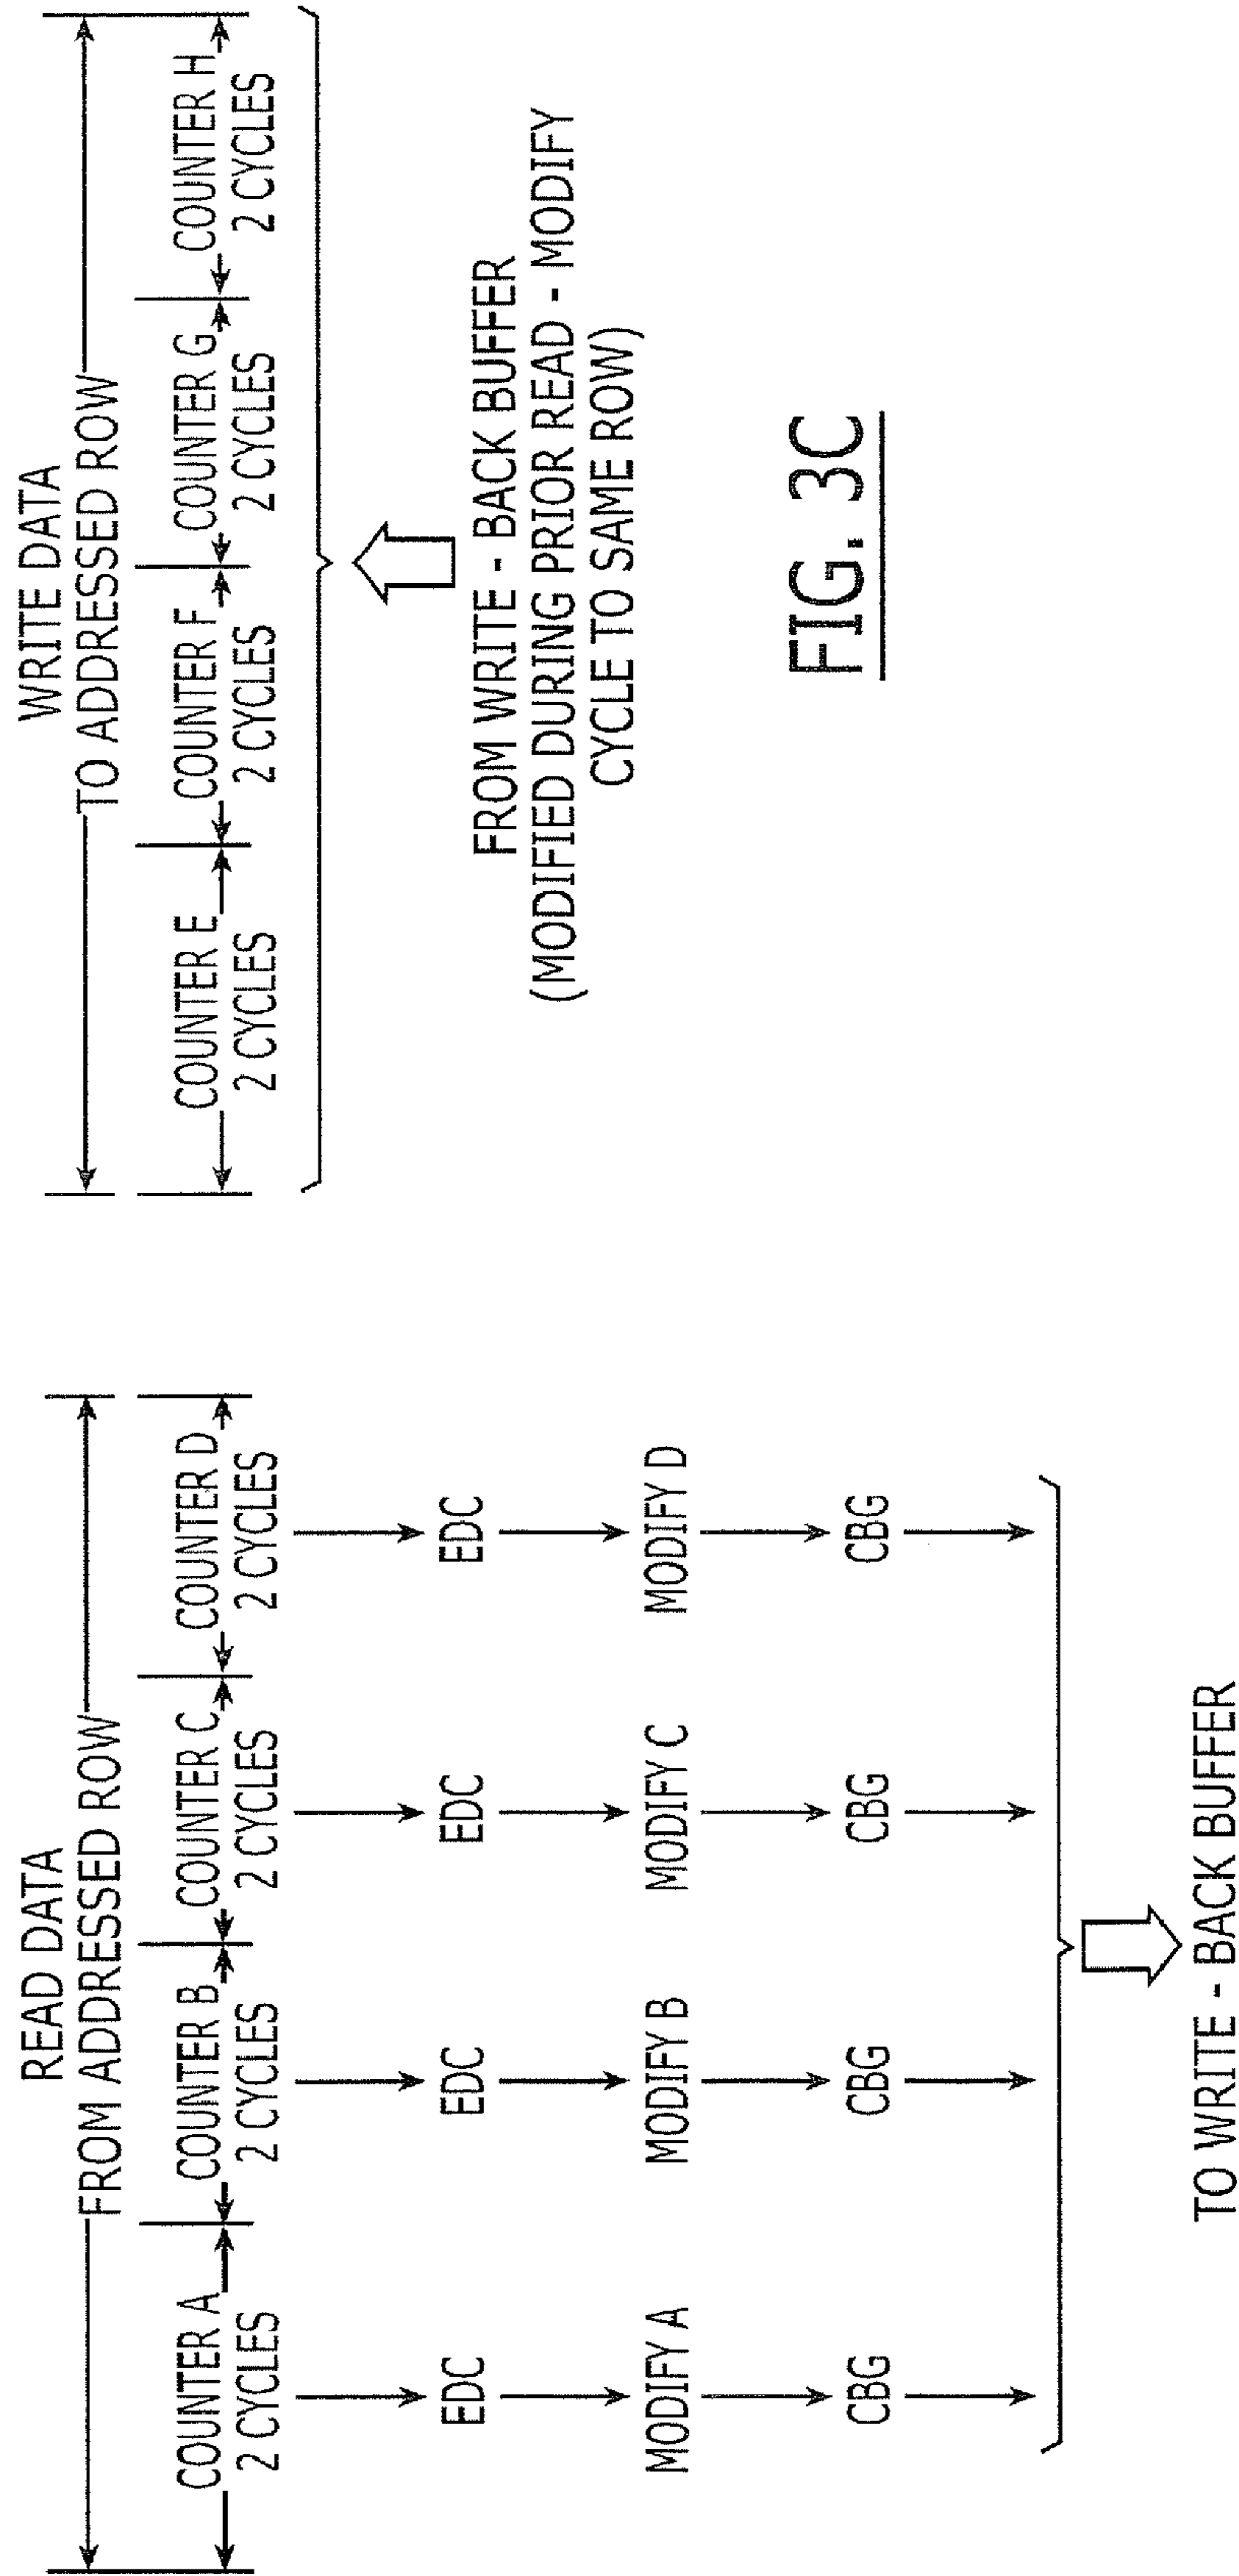 READ DATA
FROM ADDRESSED ROW
COUNTER A
2 CYCLES
COUNTER B
2 CYCLES
COUNTER C
2 CYCLES
COUNTER D
2 CYCLES
EDC
EDC
EDC
EDC
MODIFY A
MODIFY B
MODIFY C
MODIFY D
CBG
CBG
CBG
CBG
TO WRITE - BACK BUFFER
WRITE DATA
TO ADDRESSED ROW
COUNTER E
2 CYCLES
COUNTER F
2 CYCLES
COUNTER G
2 CYCLES
COUNTER H
2 CYCLES
FROM WRITE - BACK BUFFER
(MODIFIED DURING PRIOR READ - MODIFY
CYCLE TO SAME ROW)
FIG. 3C